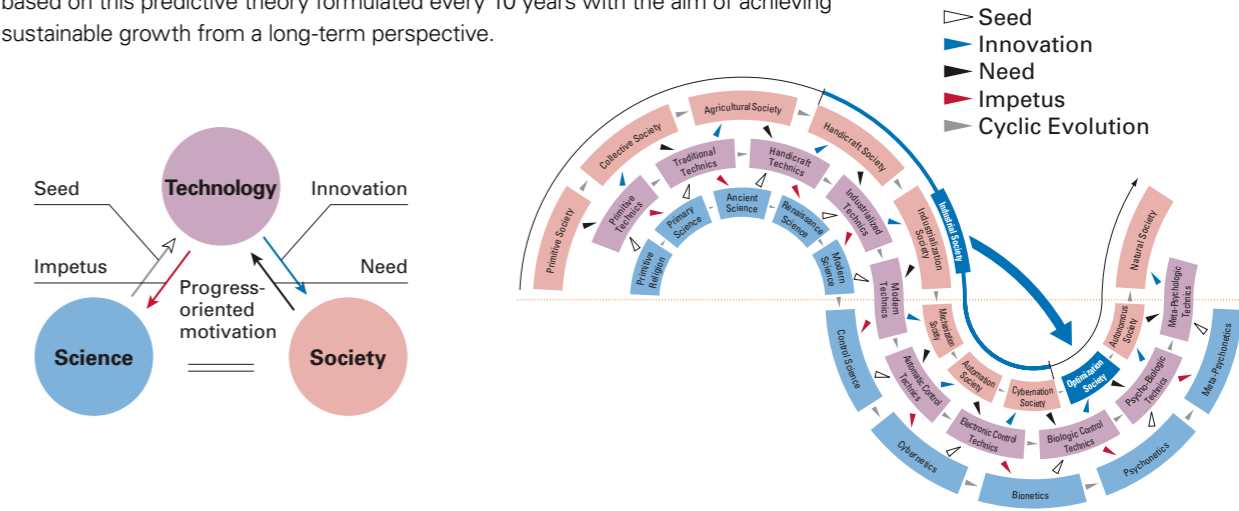 based on this predictive theory formulated every 10 years with the aim of achieving
sustainable growth from a long-term perspective.
Seed
Innovation
Need
Impetus
Cyclic Evolution
Technology
Seed
Innovation
Impetus
Need
Progress-
oriented
motivation
Science
Society
Primitive Society
Collective Society
Agricultural Society
Handicraft Society
Industrialization
Society
Industrial Society
Mechanization
Society
Automation
Society
Cybernation
Society
Optimization
Society
Autonomous
Society
Natural Society
Primitive
Technics
Traditional
Technics
Handicraft
Technics
Industrialized
Technics
Modern
Technics
Automatic Control
Technics
Electronic Control
Technics
Biologic Control
Technics
Psycho-Biologic
Technics
Meta-Psychologic
Technics
Primitive
Religion
Primary
Science
Ancient
Science
Renaissance
Science
Modern
Science
Control Science
Cybernetics
Bionetics
Psychonetics
Meta-Psychonetics